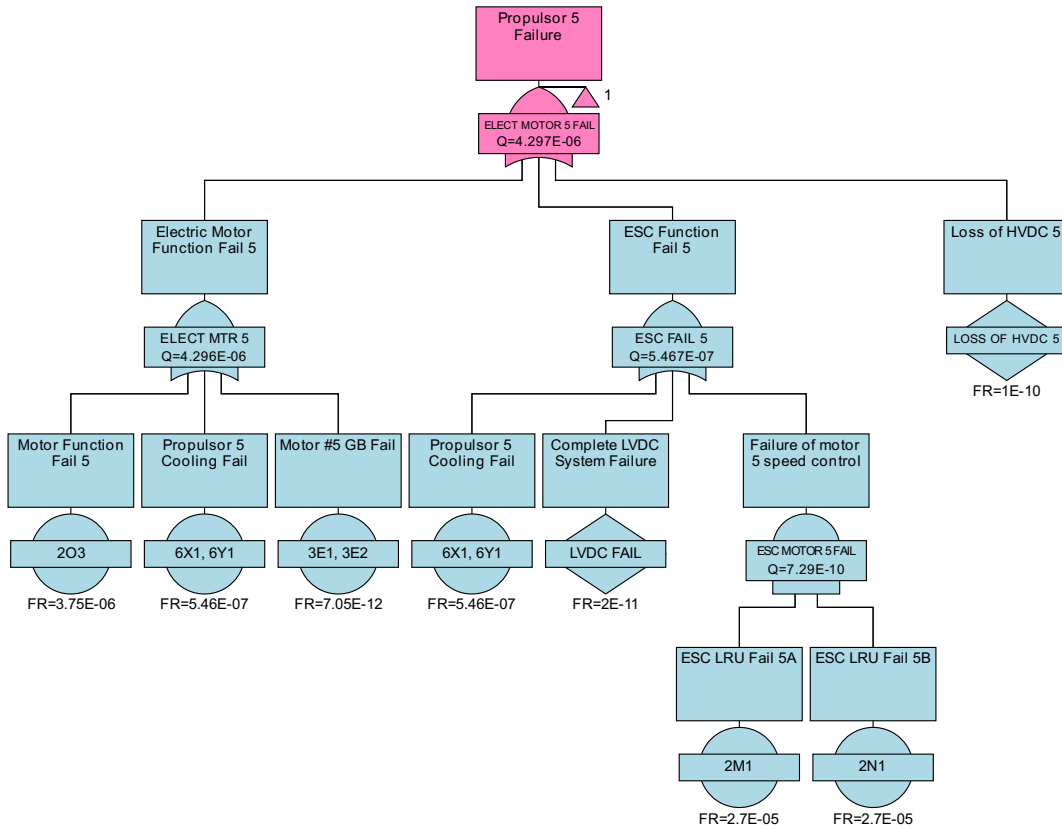 Propulsor 5
Failure
1
ELECT MOTOR 5 FAIL
Q=4.297E-06
Electric Motor
Function Fail 5
ESC Function
Fail 5
Loss of HVDC 5
ELECT MTR 5
Q=4.296E-06
ESC FAIL 5
Q=5.467E-07
LOSS OF HVDC 5
FR=1E-10
Motor Function
Fail 5
Propulsor 5
Cooling Fail
Motor #5 GB Fail
Propulsor 5
Cooling Fail
Complete LVDC
System Failure
Failure of motor
5 speed control
2O3
6X1, 6Y1
3E1, 3E2
6X1, 6Y1
LVDC FAIL
ESC MOTOR 5 FAIL
Q=7.29E-10
FR=3.75E-06
FR=5.46E-07
FR=7.05E-12
FR=5.46E-07
FR=2E-11
ESC LRU Fail 5A
ESC LRU Fail 5B
2M1
2N1
FR=2.7E-05
FR=2.7E-05